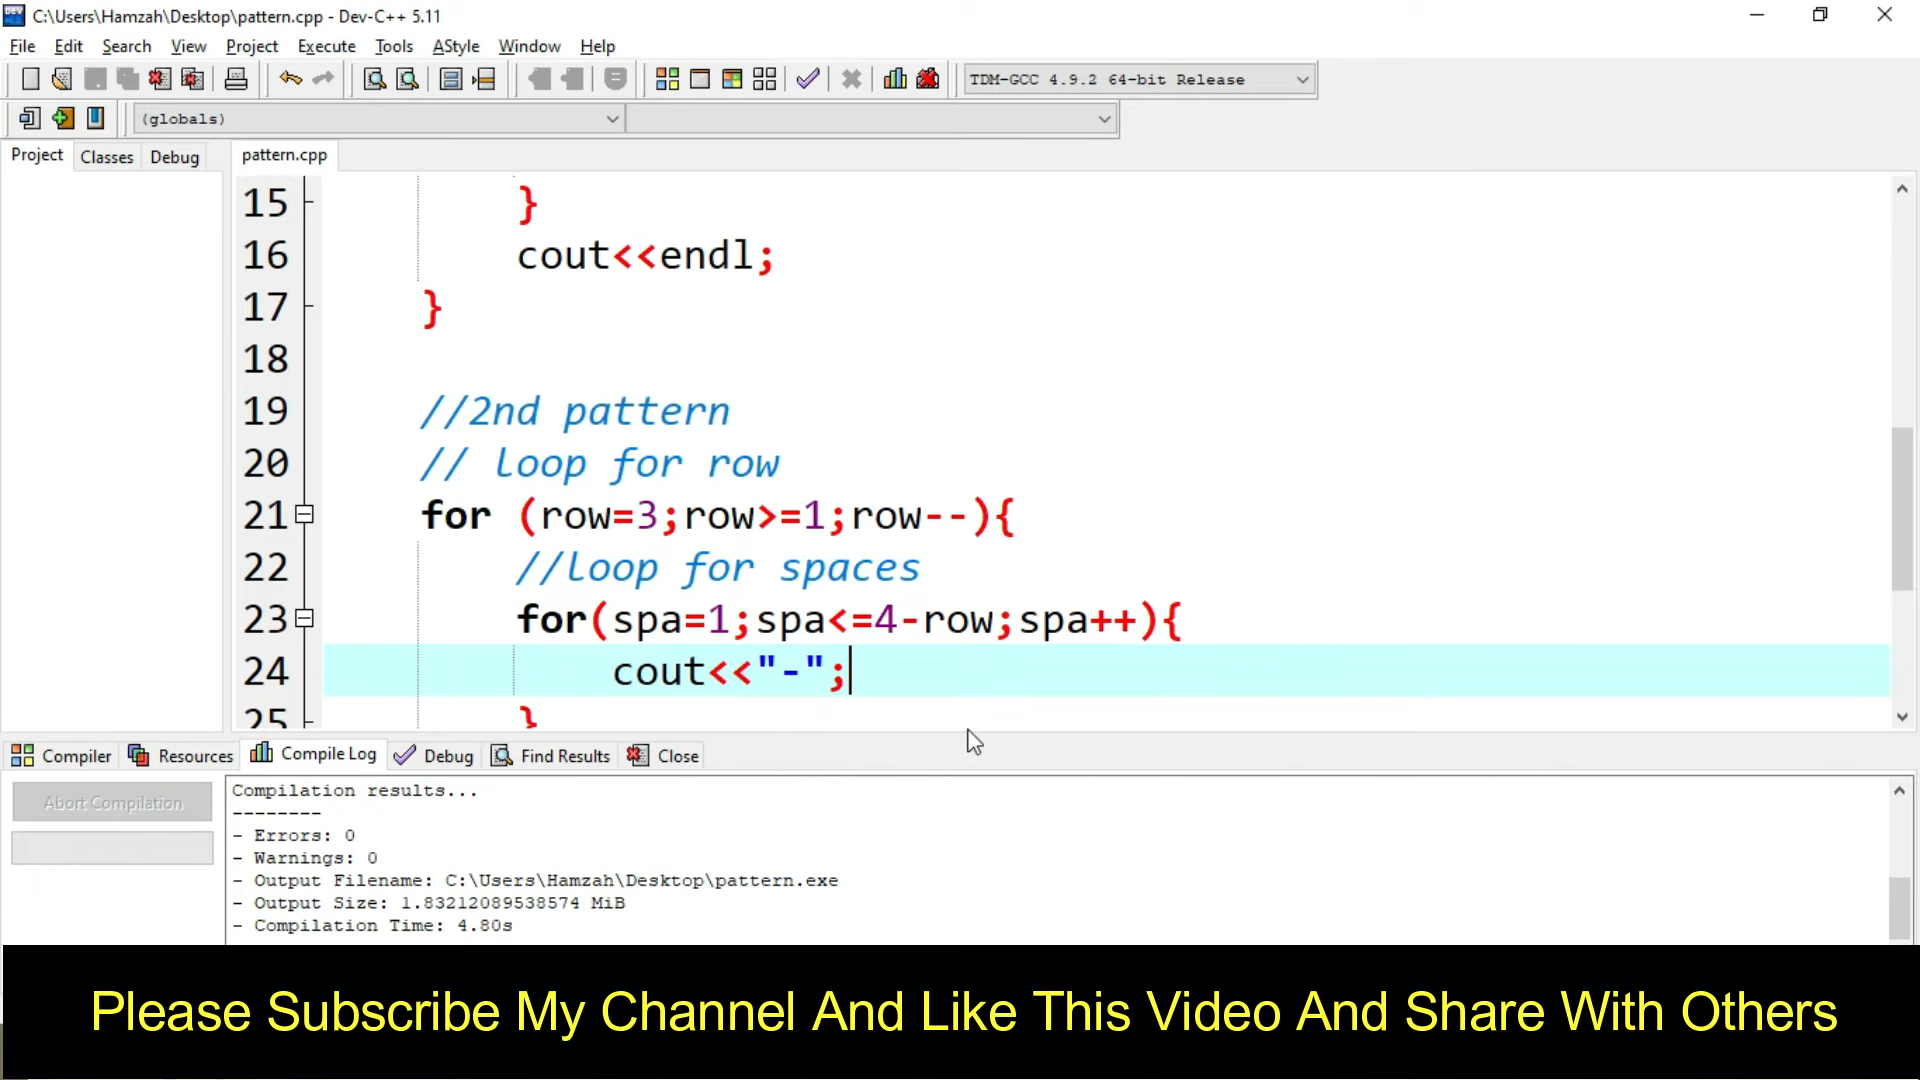 C:\Users\Hamzah\Desktop\pattern.cpp - Dev-C++ 5.11
File Edit Search View Project Execute Tools AStyle Window Help
TDM-GCC 4.9.2 64-bit Release
(globals)
Project Classes Debug pattern.cpp
15 }
16 cout<<endl;
17 }
18
19 //2nd pattern
20 // loop for row
21 for (row=3;row>=1;row--){
22 //loop for spaces
23 for(spa=1;spa<=4-row;spa++){
24 cout<<"-";
25 }
Compiler Resources Compile Log Debug Find Results Close
Abort Compilation
Compilation results...
--------
- Errors: 0
- Warnings: 0
- Output Filename: C:\Users\Hamzah\Desktop\pattern.exe
- Output Size: 1.83212089538574 MiB
- Compilation Time: 4.80s
Please Subscribe My Channel And Like This Video And Share With Others